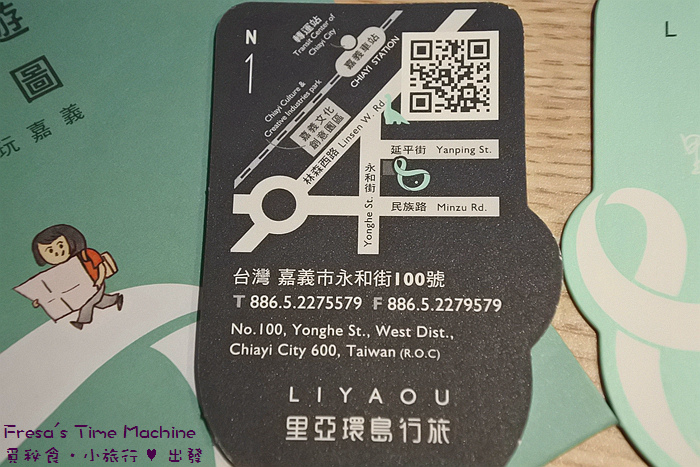 遊
圖
玩嘉義
N
1
轉運站
Transit Center of
Chiayi City
嘉義車站
CHIAYI STATION
Chiayi Culture &
Creative Industries park
嘉義文化
創意園區
林森西路 Linsen W. Rd
延平街 Yanping St.
永和街
Yonghe St.
民族路 Minzu Rd.
台灣 嘉義市永和街100號
T 886.5.2275579 F 886.5.2279579
No.100, Yonghe St., West Dist.,
Chiayi City 600, Taiwan (R.O.C)
LIYAOU
里亞環島行旅
L
Fresa's Time Machine
覓秘食·小旅行♥出發